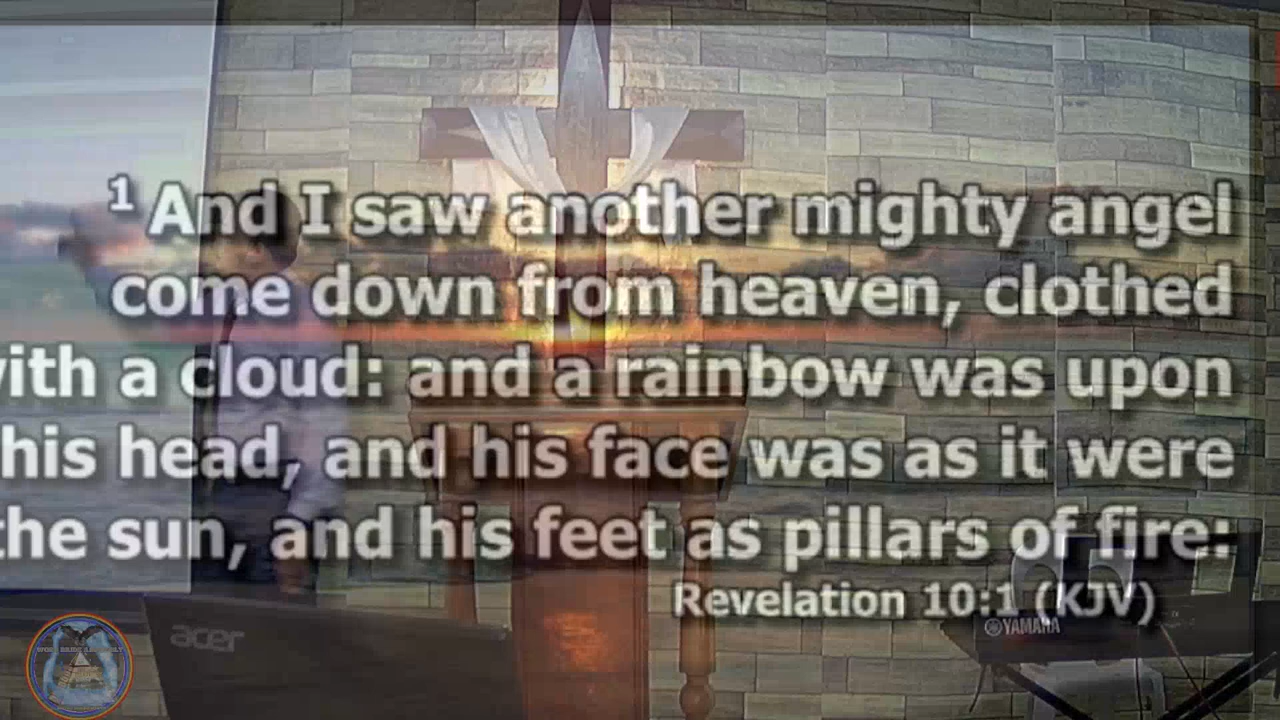 1 And I saw another mighty angel
come down from heaven, clothed
ith a cloud: and a rainbow was upon
his head, and his face was as it were
the sun, and his feet as pillars of fire:
Revelation 10:1 (KJV)
acer
YAMAHA